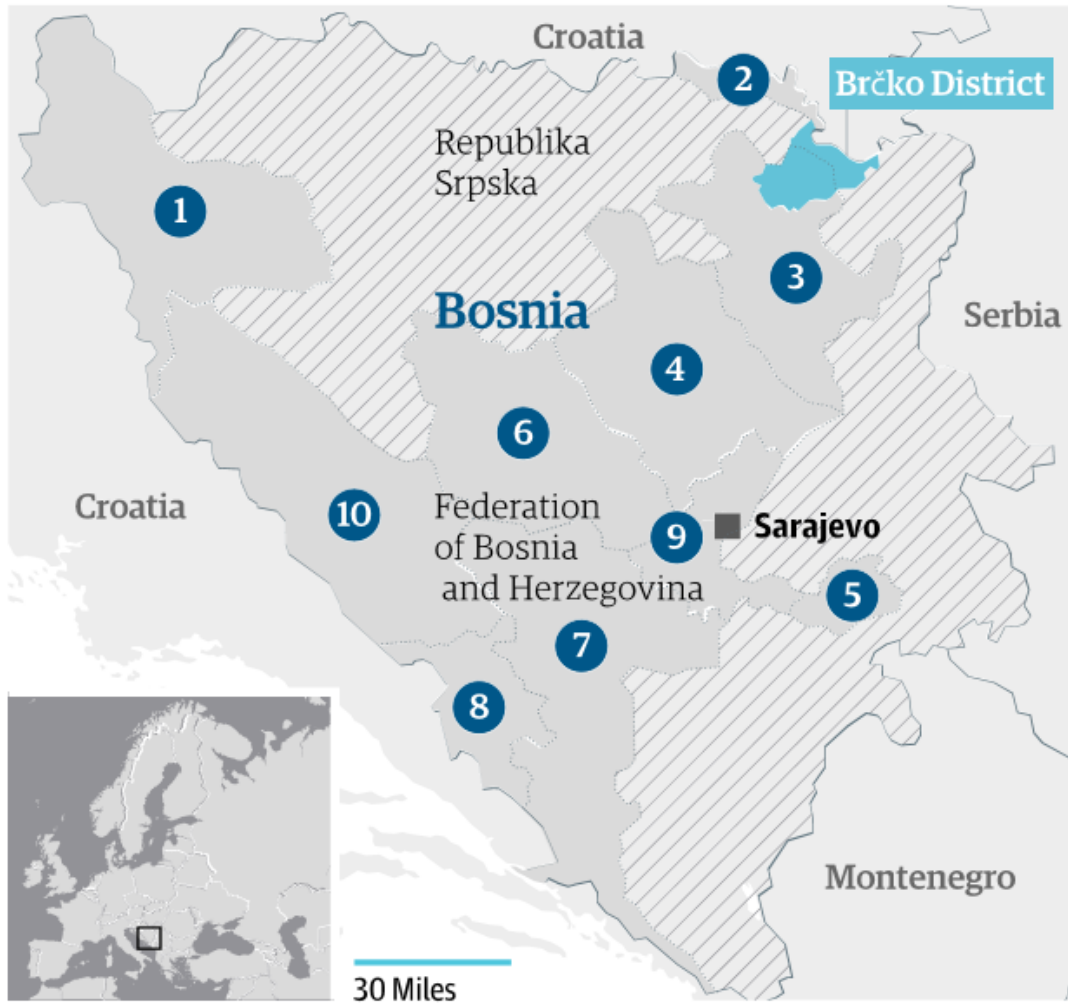 Croatia
2
Brčko District
Republika
Srpska
1
3
Bosnia
Serbia
4
6
Croatia
10
Federation
of Bosnia
and Herzegovina
9
Sarajevo
5
7
8
Montenegro
30 Miles